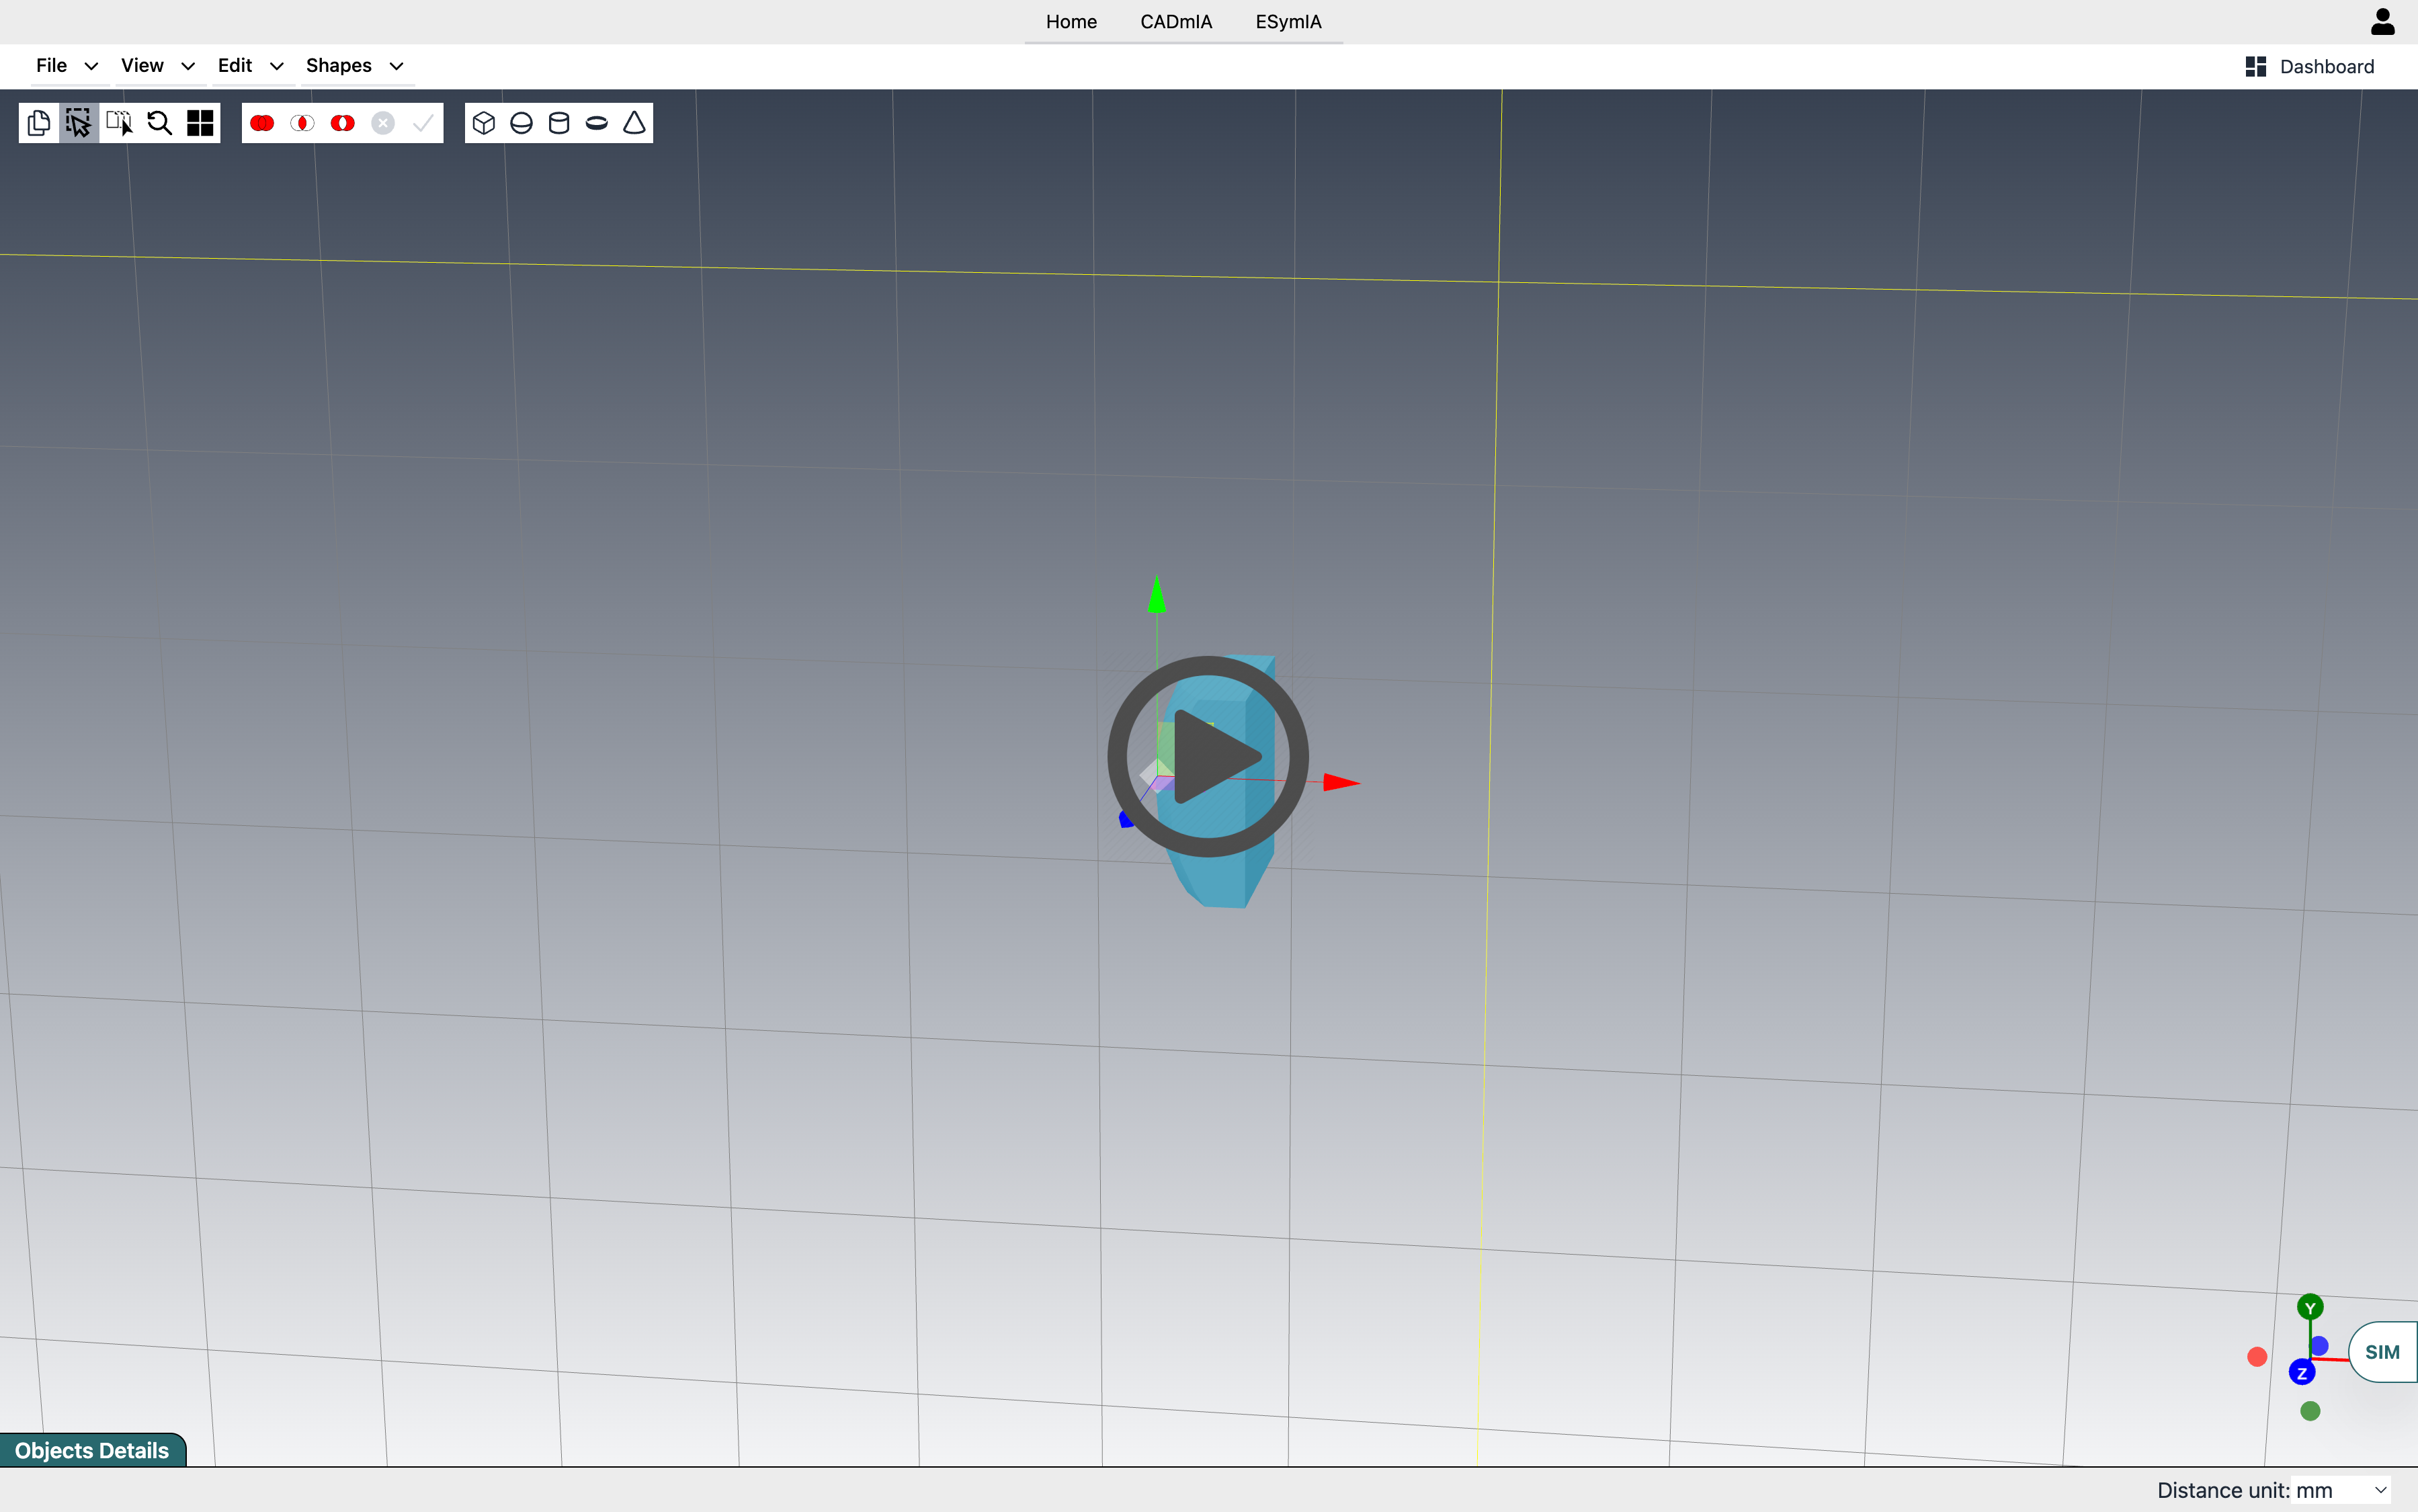 Home CADmIA ESymIA
File View Edit Shapes Dashboard
Y
Z
SIM
Objects Details
Distance unit: mm